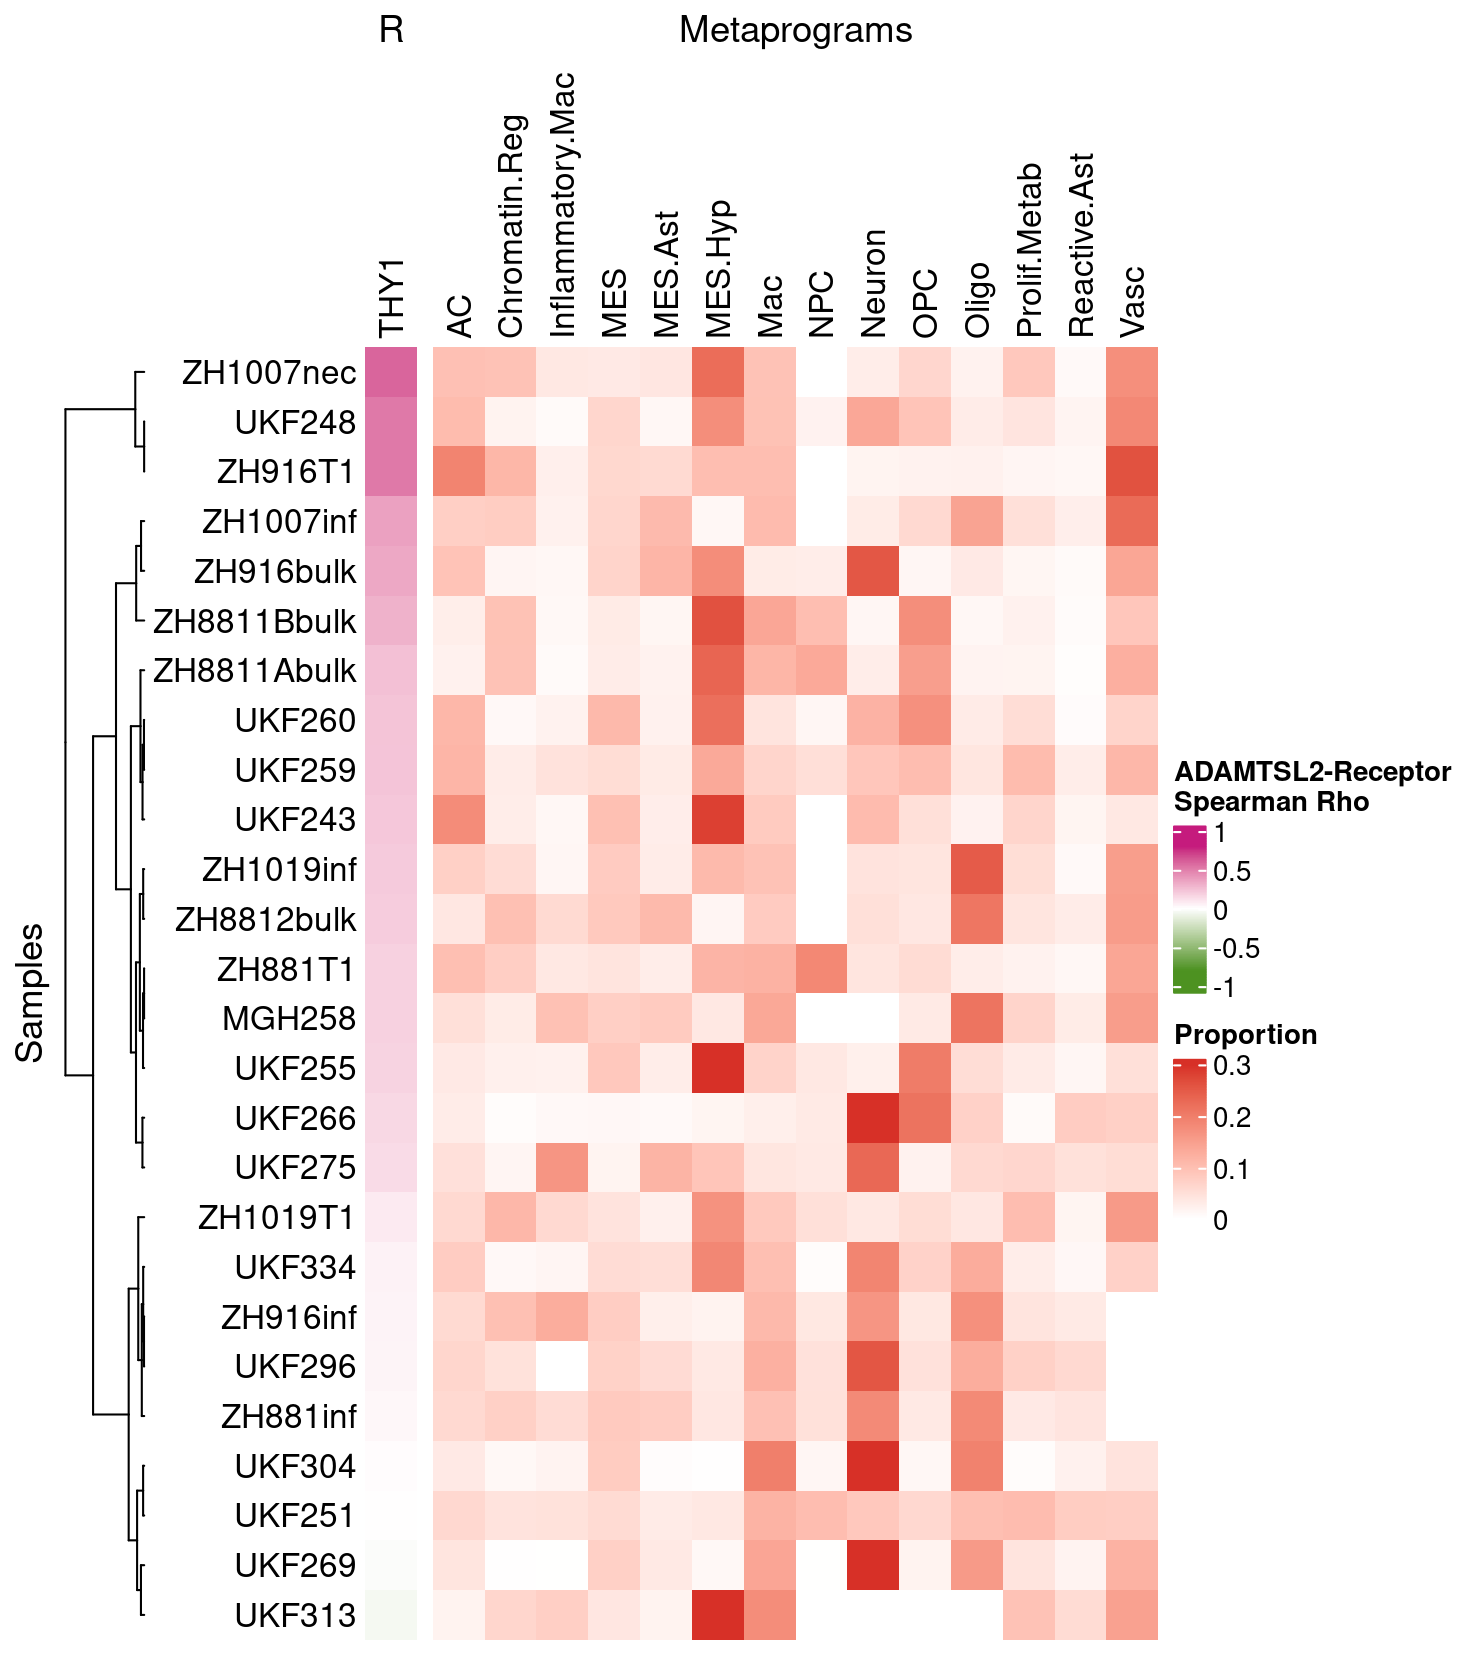 R Metaprograms
THY1
AC
Chromatin.Reg
Inflammatory.Mac
MES
MES.Ast
MES.Hyp
Mac
NPC
Neuron
OPC
Oligo
Prolif.Metab
Reactive.Ast
Vasc
Samples
ZH1007nec
UKF248
ZH916T1
ZH1007inf
ZH916bulk
ZH8811Bbulk
ZH8811Abulk
UKF260
UKF259
UKF243
ZH1019inf
ZH8812bulk
ZH881T1
MGH258
UKF255
UKF266
UKF275
ZH1019T1
UKF334
ZH916inf
UKF296
ZH881inf
UKF304
UKF251
UKF269
UKF313
ADAMTSL2-Receptor
Spearman Rho
1
0.5
0
-0.5
-1
Proportion
0.3
0.2
0.1
0